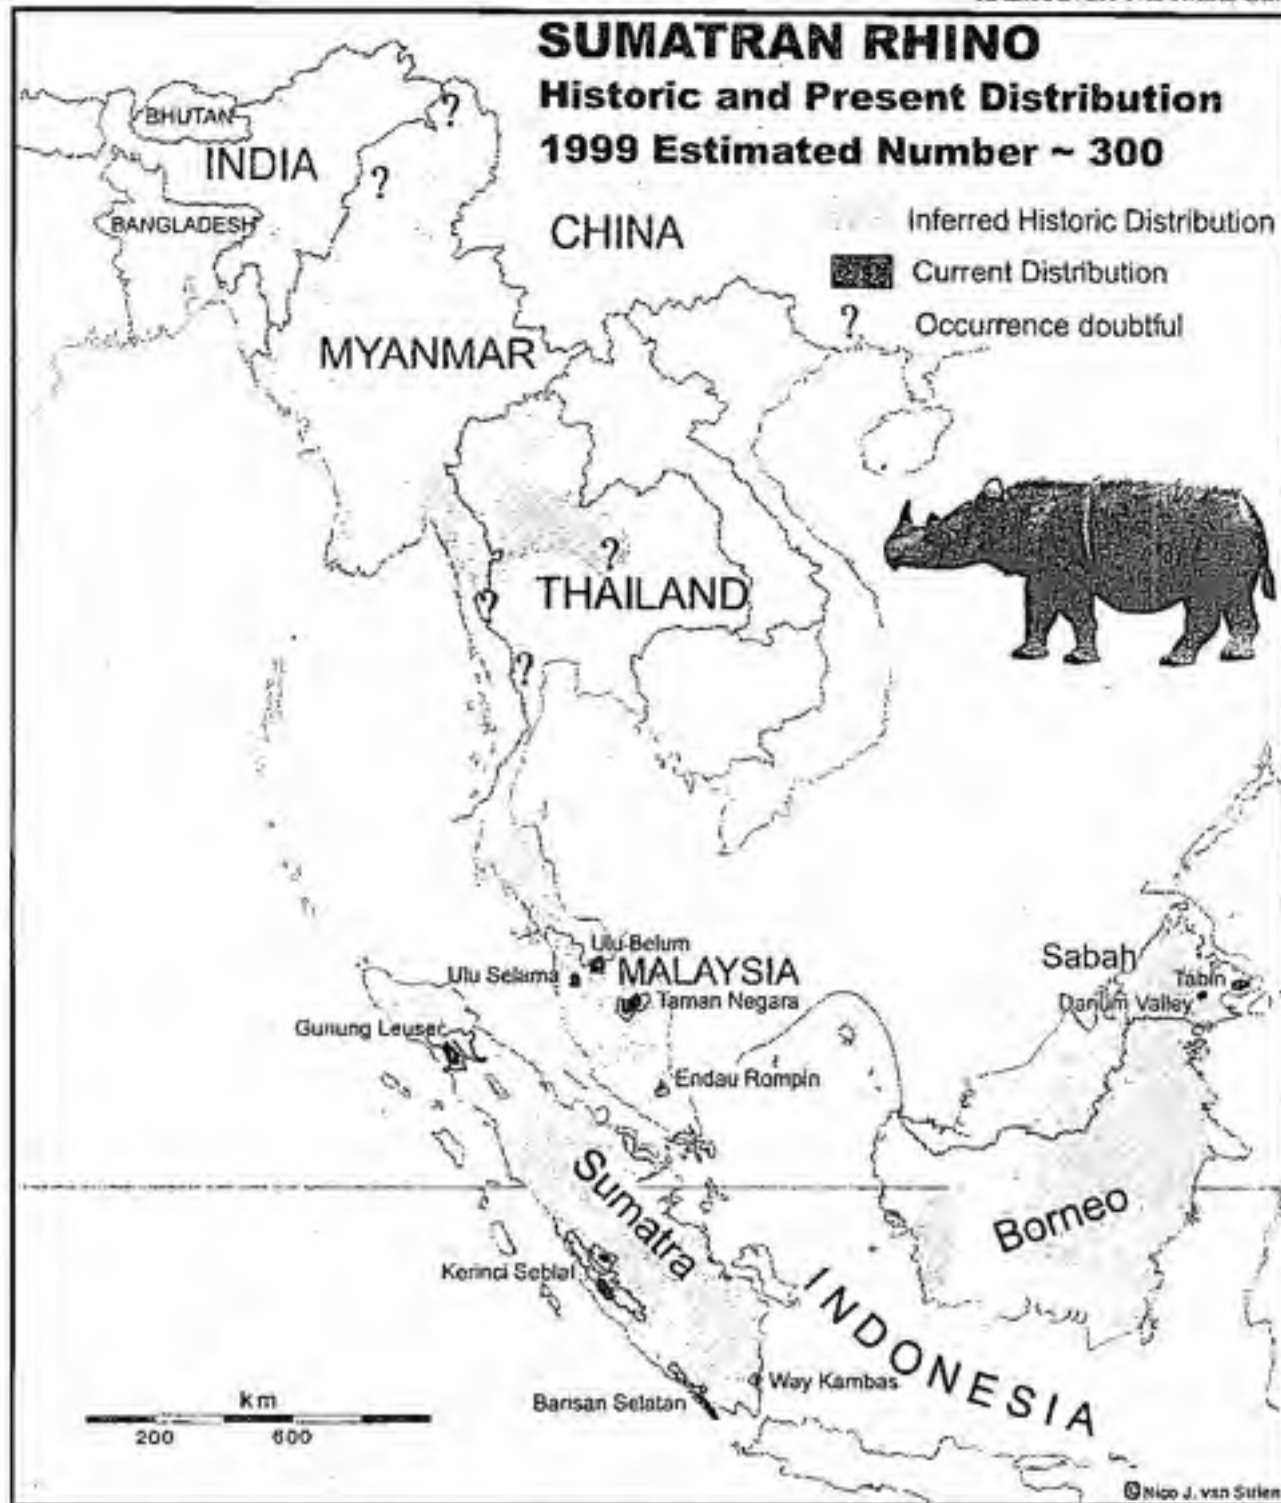 SUMATRAN RHINO
Historic and Present Distribution
1999 Estimated Number ~ 300
Inferred Historic Distribution
Current Distribution
? Occurrence doubtful
BHUTAN
INDIA
BANGLADESH
CHINA
MYANMAR
?
?
?
THAILAND
?
?
Ulu Belum
Ulu Selama
MALAYSIA
Taman Negara
Gunung Leuser
Endau Rompin
Sabah
Tabin
Danum Valley
Sumatra
Borneo
Kerinci Seblat
INDONESIA
Way Kambas
Barisan Selatan
km
200
600
© Nico J. van Strien